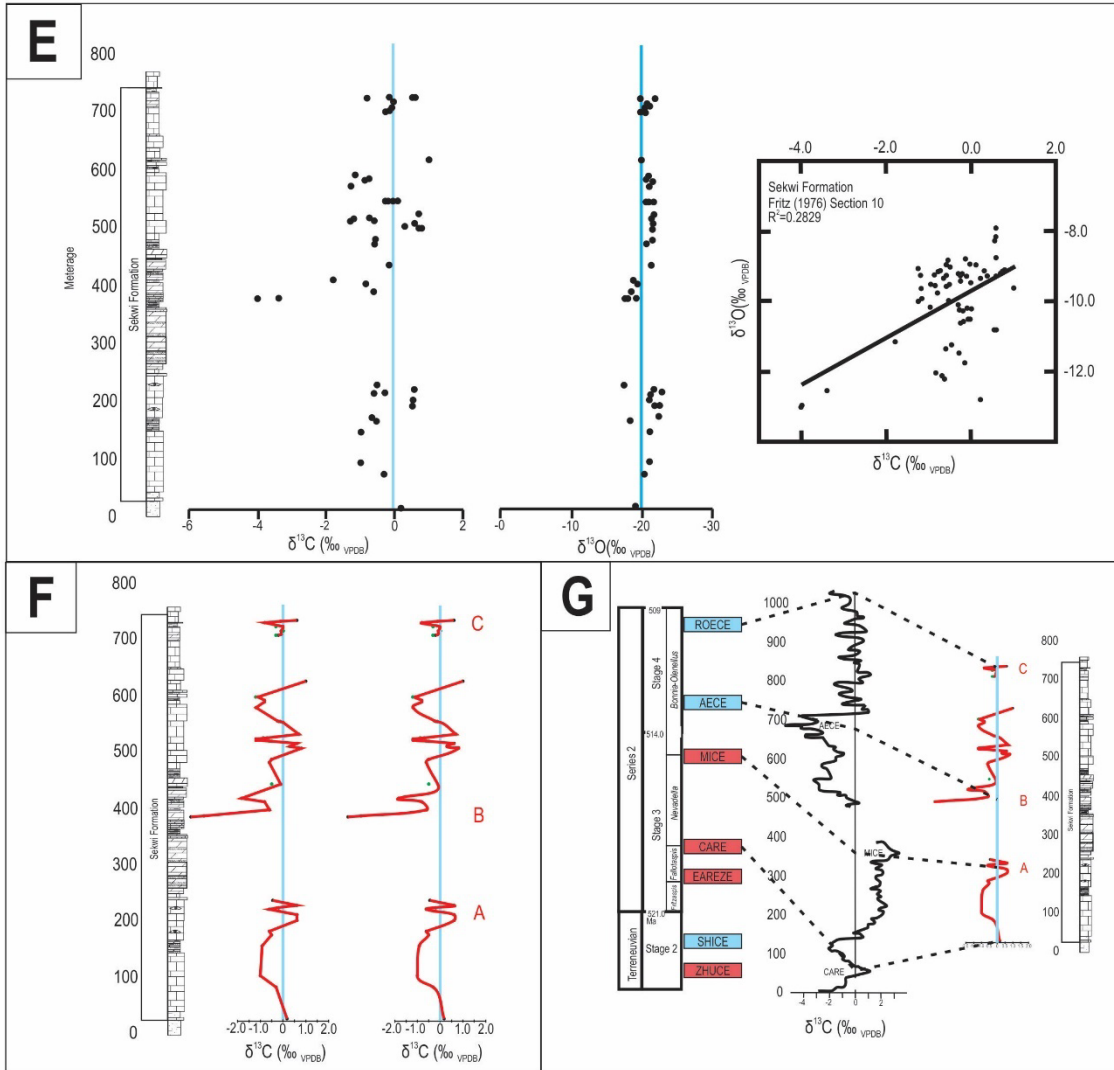 E
800
700
600
500
400
300
200
100
0
Meterage
Sekwi Formation
-6
-4
-2
0
2
δ13C (‰ VPDB)
-0
-10
-20
-30
δ13O(‰ VPDB)
-4.0
-2.0
0.0
2.0
Sekwi Formation
Fritz (1976) Section 10
R2=0.2829
-8.0
-10.0
-12.0
δ13O(‰ VPDB)
δ13C (‰ VPDB)
F
800
700
600
500
400
300
200
100
0
Sekwi Formation
C
B
A
-2.0
0
1.0
2.0
δ13C (‰ VPDB)
-2.0
0
1.0
2.0
δ13C (‰ VPDB)
G
509
Series 2
Terreneuvian
Stage 4
Stage 3
Stage 2
*514.0
521.0
Ma
Bonnia-Olenellus
Nevadella
Fallotaspis
Fritzaspis
ROECE
AECE
MICE
CARE
EAREZE
SHICE
ZHUCE
1000
900
800
700
600
500
400
300
200
100
0
AECE
MICE
CARE
-4
-2
0
2
δ13C (‰ VPDB)
C
B
A
800
700
600
500
400
300
200
100
0
Sekwi Formation